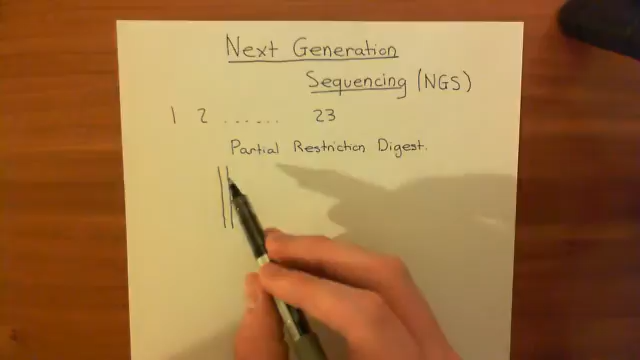 Next Generation
Sequencing (NGS)
1 2 ...... 23
Partial Restriction Digest.